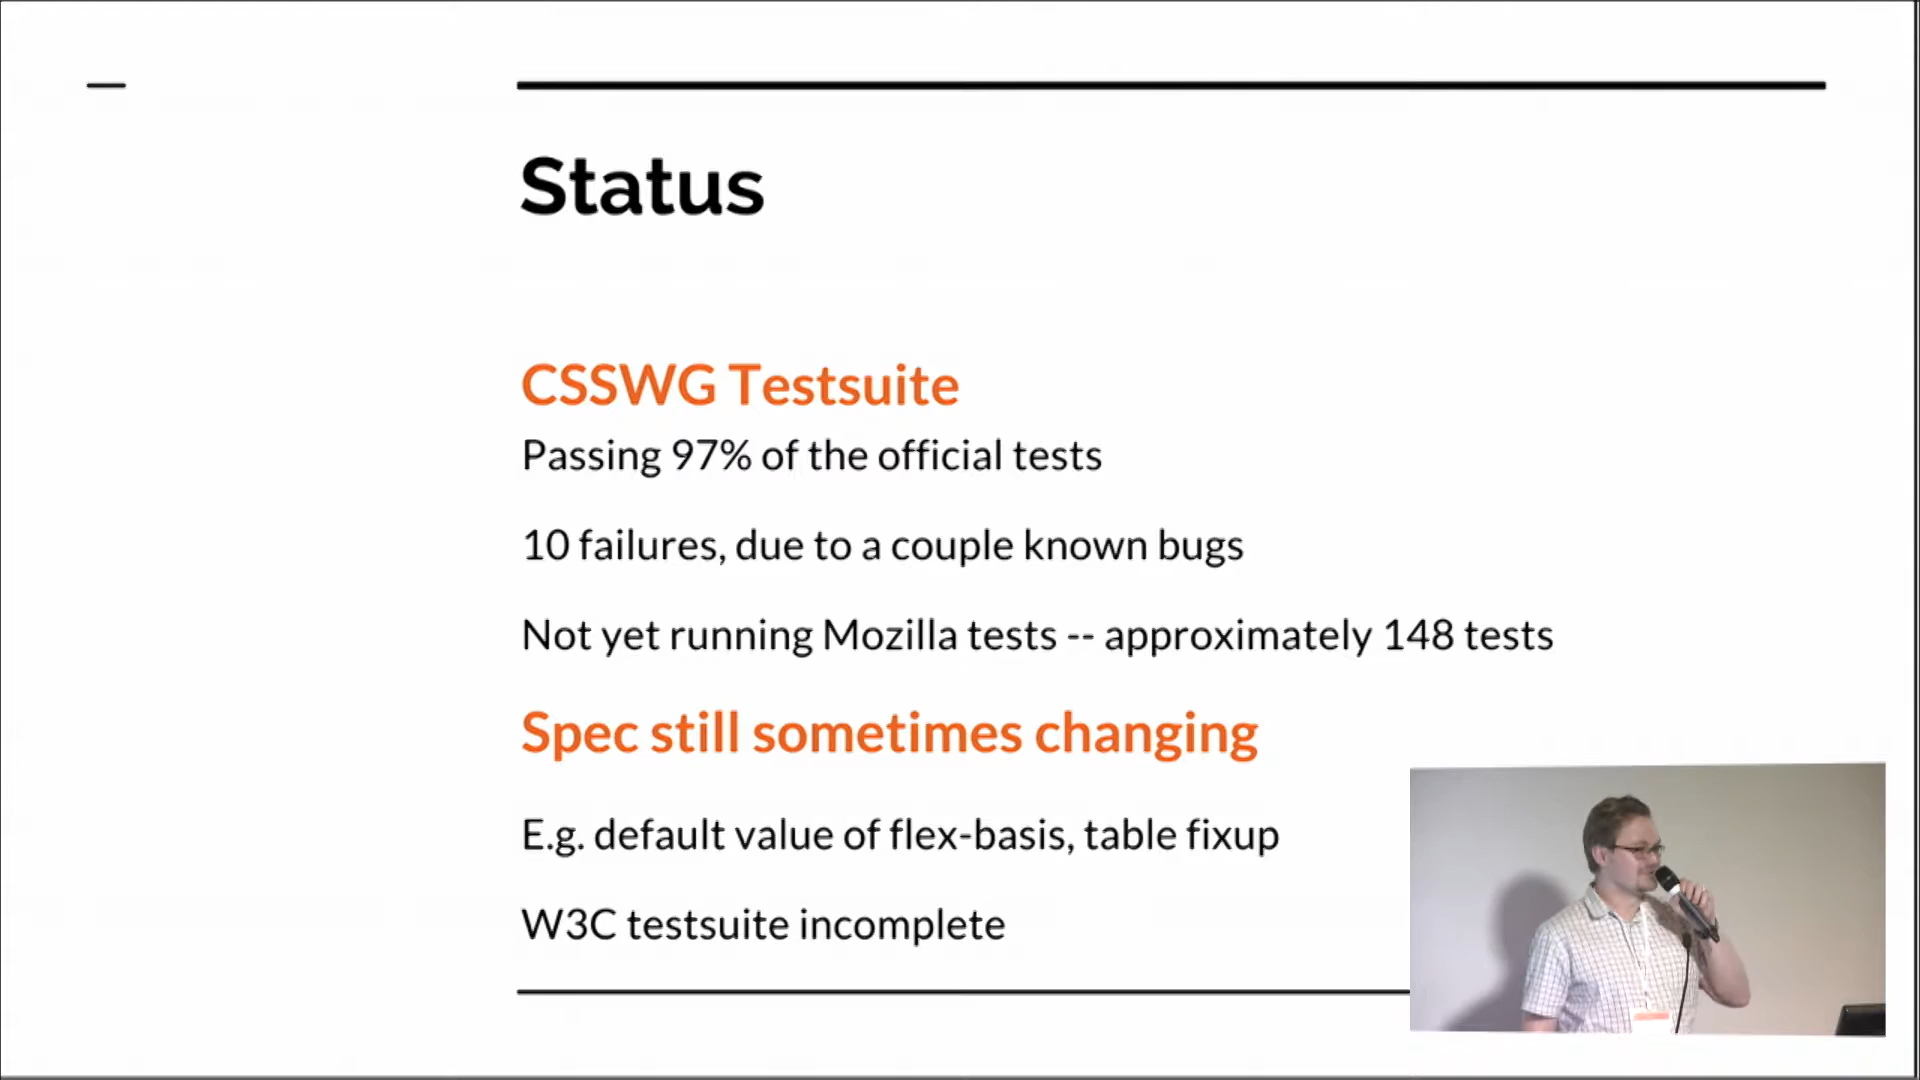 Status
CSSWG Testsuite
Passing 97% of the official tests
10 failures, due to a couple known bugs
Not yet running Mozilla tests -- approximately 148 tests
Spec still sometimes changing
E.g. default value of flex-basis, table fixup
W3C testsuite incomplete